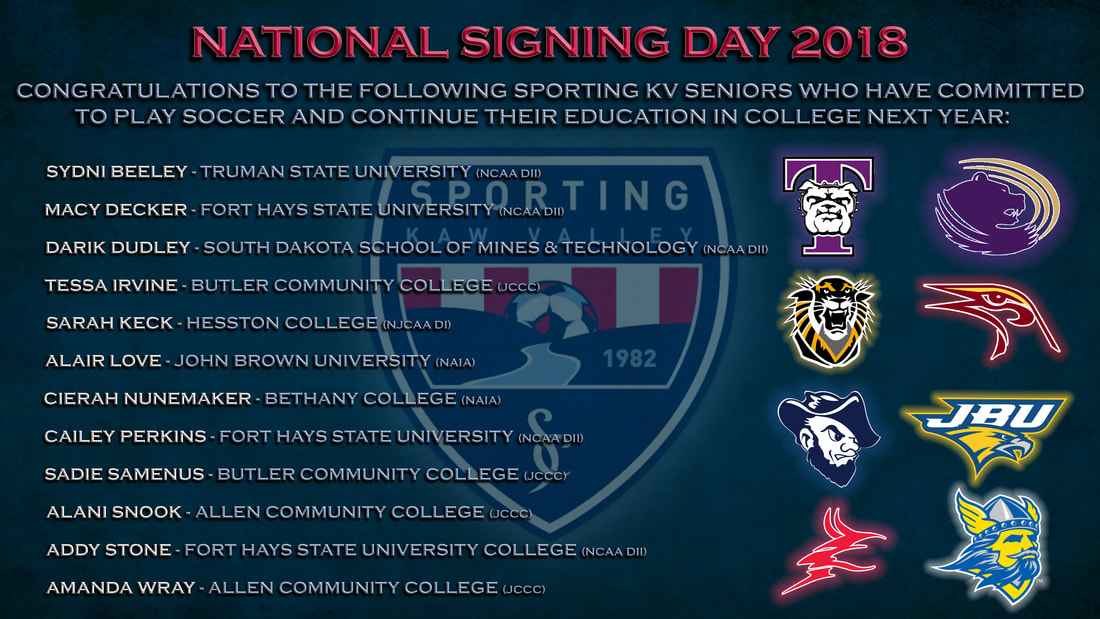 NATIONAL SIGNING DAY 2018
CONGRATULATIONS TO THE FOLLOWING SPORTING KV SENIORS WHO HAVE COMMITTED
TO PLAY SOCCER AND CONTINUE THEIR EDUCATION IN COLLEGE NEXT YEAR:
SYDNI BEELEY - TRUMAN STATE UNIVERSITY (NCAA DII)
MACY DECKER - FORT HAYS STATE UNIVERSITY (NCAA DII)
DARIK DUDLEY - SOUTH DAKOTA SCHOOL OF MINES & TECHNOLOGY (NCAA DII)
TESSA IRVINE - BUTLER COMMUNITY COLLEGE (JCCC)
SARAH KECK - HESSTON COLLEGE (NJCAA DI)
ALAIR LOVE - JOHN BROWN UNIVERSITY (NAIA)
CIERAH NUNEMAKER - BETHANY COLLEGE (NAIA)
CAILEY PERKINS - FORT HAYS STATE UNIVERSITY (NCAA DII)
SADIE SAMENUS - BUTLER COMMUNITY COLLEGE (JCCC)
ALANI SNOOK - ALLEN COMMUNITY COLLEGE (JCCC)
ADDY STONE - FORT HAYS STATE UNIVERSITY COLLEGE (NCAA DII)
AMANDA WRAY - ALLEN COMMUNITY COLLEGE (JCCC)
SPORTING
KAW VALLEY
1982
T
JBU
TM